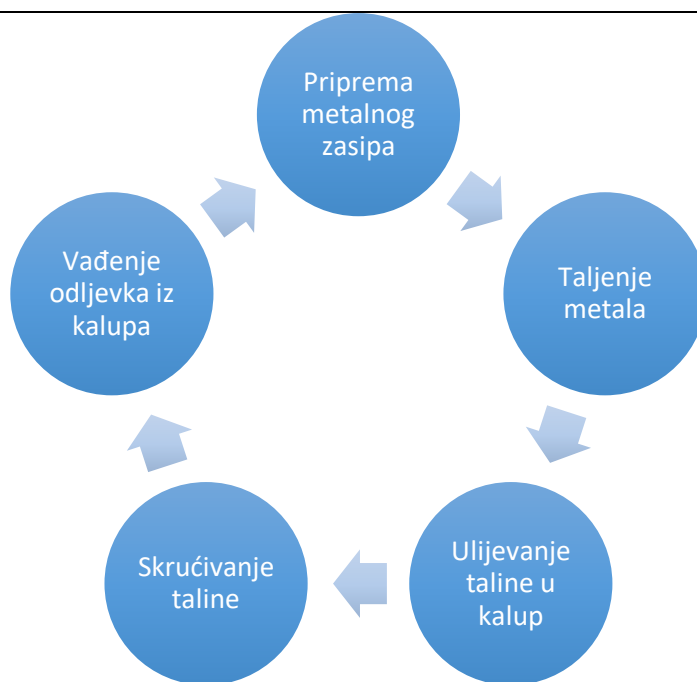 Priprema
metalnog
zasipa
Taljenje
metala
Ulijevanje
taline u
kalup
Skrućivanje
taline
Vađenje
odljevka iz
kalupa